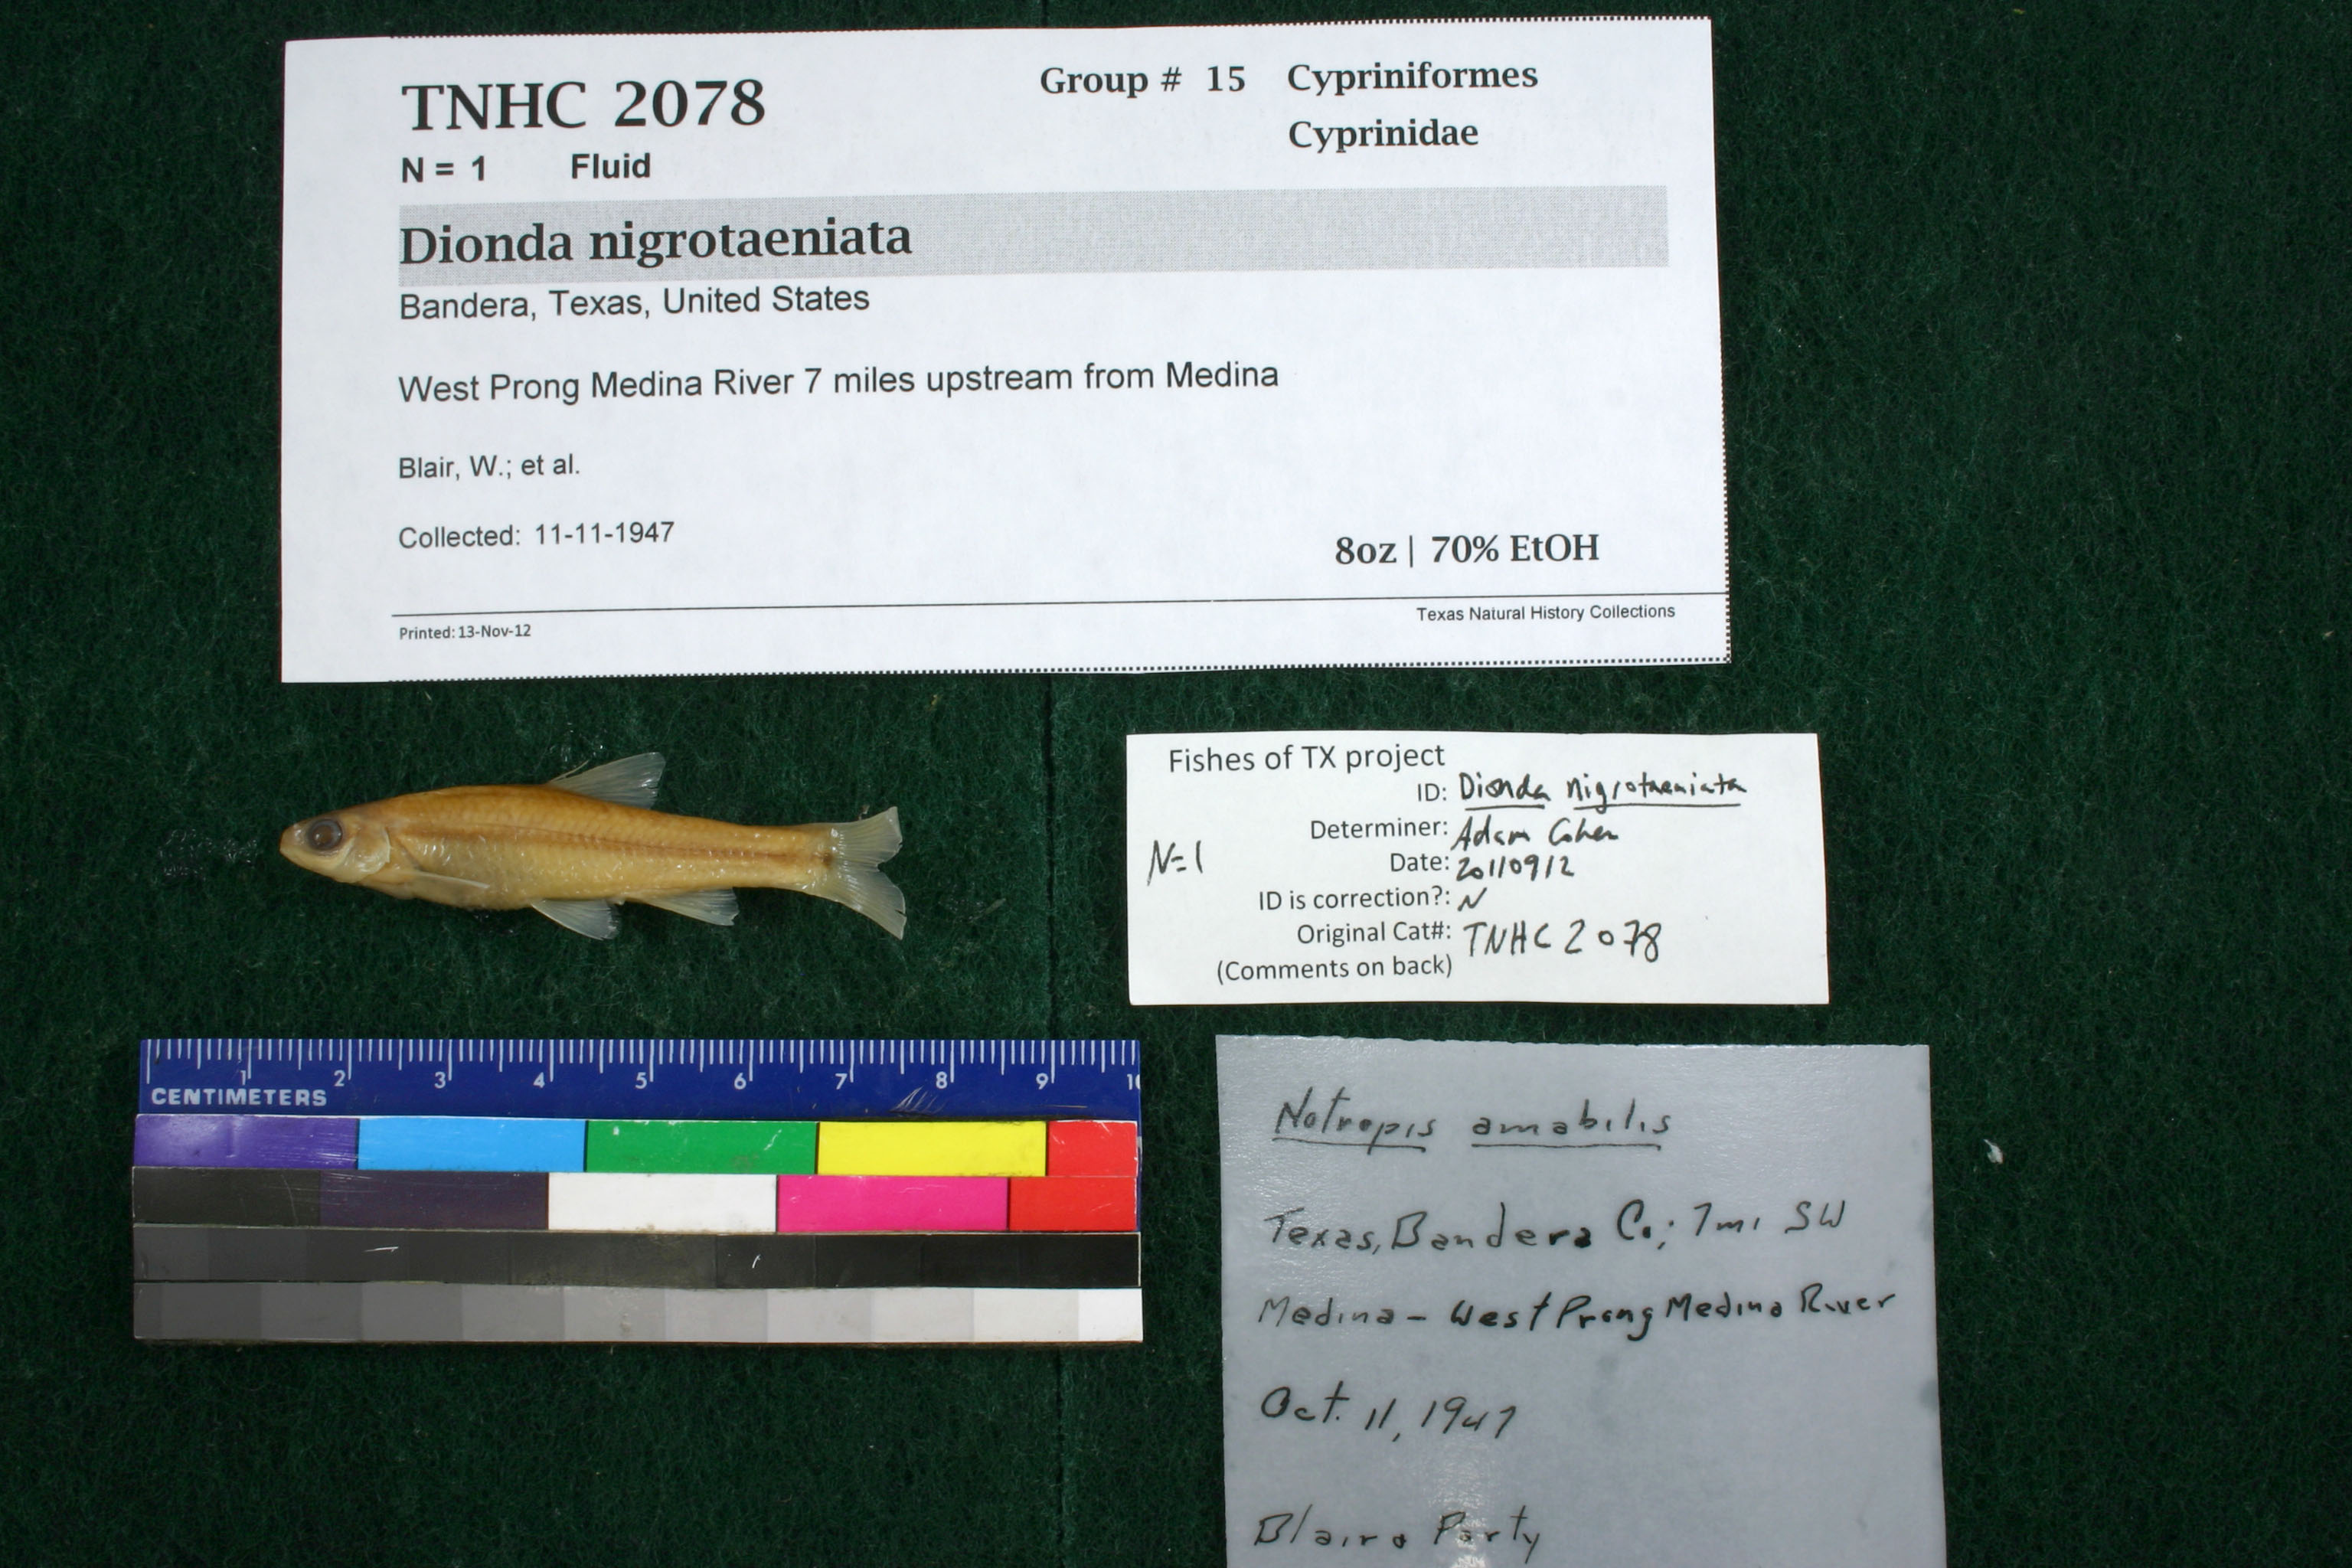 TNHC 2078
Group # 15 Cypriniformes
Cyprinidae
N = 1 Fluid
Dionda nigrotaeniata
Bandera, Texas, United States
West Prong Medina River 7 miles upstream from Medina
Blair, W.; et al.
Collected: 11-11-1947
8oz | 70% EtOH
Texas Natural History Collections
Printed: 13-Nov-12
Fishes of TX project
ID: Dionda nigrotaeniata
Determiner: Adam Cohen
N=1
Date: 20110912
ID is correction?: N
Original Cat#: TNHC 2078
(Comments on back)
1 2 3 4 5 6 7 8 9 10
CENTIMETERS
Notropis amabilis
Texas, Bandera Co.; 7mi SW
Medina - West Prong Medina River
Oct. 11, 1947
Blair & Party